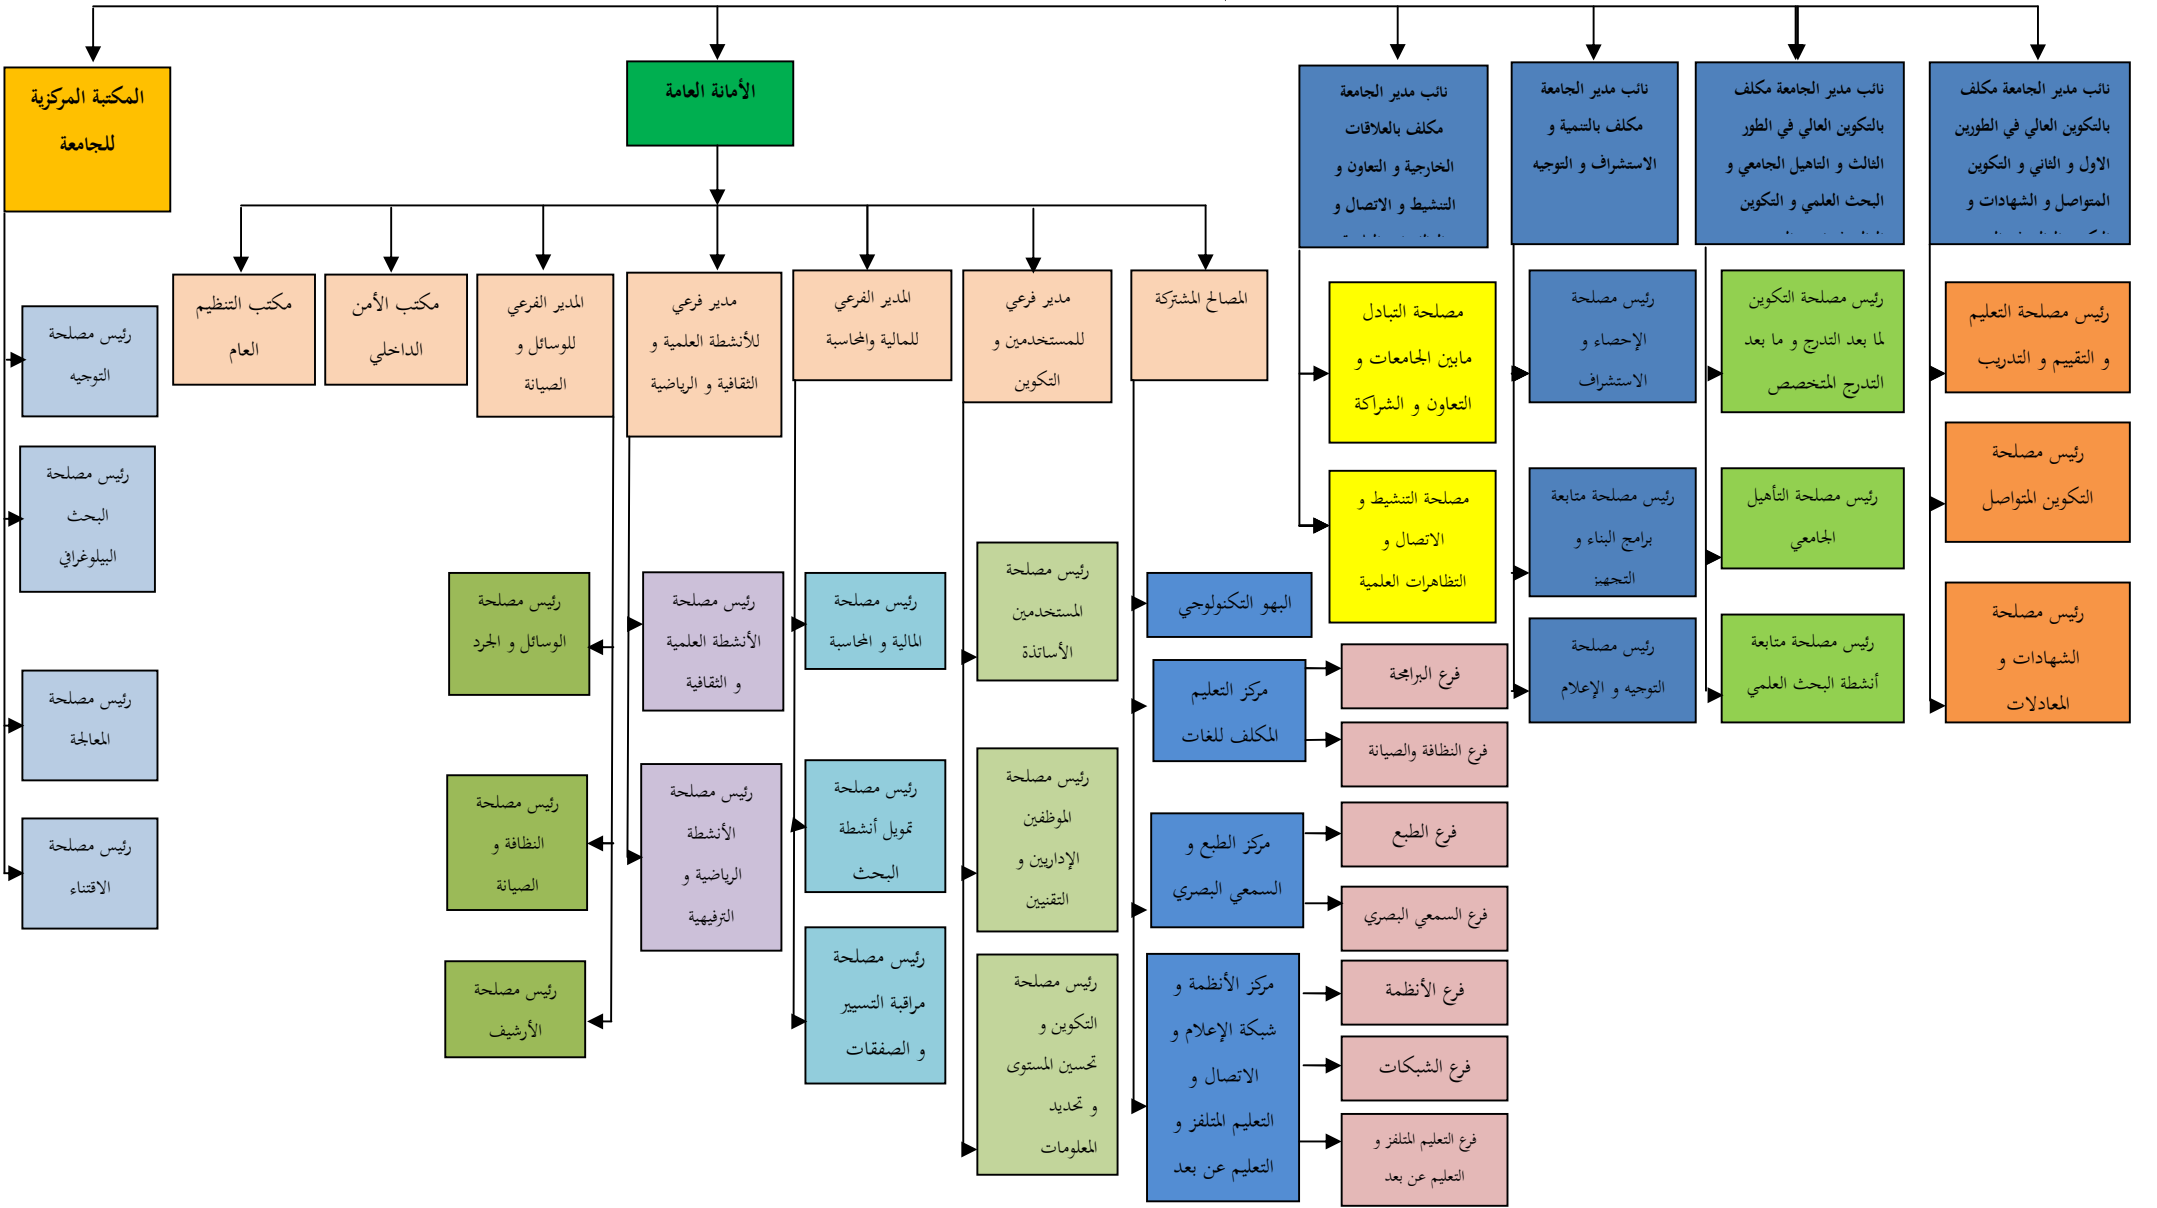 نائب مدير الجامعة مكلف
بالتكوين العالي في الطورين
الاول و الثاني و التكوين
المتواصل و الشهادات و
نائب مدير الجامعة مكلف
بالتكوين العالي في الطور
الثالث و التاهيل الجامعي و
البحث العلمي و التكوين
نائب مدير الجامعة
مكلف بالتنمية و
الاستشراف و التوجيه
نائب مدير الجامعة
مكلف بالعلاقات
الخارجية و التعاون و
التنشيط و الاتصال و
الأمانة العامة
المكتبة المركزية
للجامعة
رئيس مصلحة التعليم
و التقييم و التدريب
رئيس مصلحة
التكوين المتواصل
رئيس مصلحة
الشهادات و
المعادلات
رئيس مصلحة التكوين
لما بعد التدرج و ما بعد
التدرج المتخصص
رئيس مصلحة التأهيل
الجامعي
رئيس مصلحة متابعة
أنشطة البحث العلمي
رئيس مصلحة
الإحصاء و
الاستشراف
رئيس مصلحة متابعة
برامج البناء و
التجهيز
رئيس مصلحة
التوجيه و الإعلام
مصلحة التبادل
مابين الجامعات و
التعاون و الشراكة
مصلحة التنشيط و
الاتصال و
التظاهرات العلمية
المصالح المشتركة
مدير فرعي
للمستخدمين و
التكوين
المدير الفرعي
للمالية والمحاسبة
مدير فرعي
للأنشطة العلمية و
الثقافية و الرياضية
المدير الفرعي
للوسائل و
الصيانة
مكتب الأمن
الداخلي
مكتب التنظيم
العام
البهو التكنولوجي
مركز التعليم
المكلف للغات
فرع البرامجة
فرع النظافة والصيانة
مركز الطبع و
السمعي البصري
فرع الطبع
فرع السمعي البصري
مركز الأنظمة و
شبكة الإعلام و
الاتصال و
التعليم المتلفز و
التعليم عن بعد
فرع الأنظمة
فرع الشبكات
فرع التعليم المتلفز و
التعليم عن بعد
رئيس مصلحة
المستخدمين
الأساتذة
رئيس مصلحة
الموظفين
الإداريين و
التقنيين
رئيس مصلحة
التكوين و
تحسين المستوى
و تحديد
المعلومات
رئيس مصلحة
المالية و المحاسبة
رئيس مصلحة
تمويل أنشطة
البحث
رئيس مصلحة
مراقبة التسيير
و الصفقات
رئيس مصلحة
الأنشطة العلمية
و الثقافية
رئيس مصلحة
الأنشطة
الرياضية و
الترفيهية
رئيس مصلحة
الوسائل و الجرد
رئيس مصلحة
النظافة و
الصيانة
رئيس مصلحة
الأرشيف
رئيس مصلحة
التوجيه
رئيس مصلحة
البحث
البيلوغرافي
رئيس مصلحة
المعالجة
رئيس مصلحة
الاقتناء